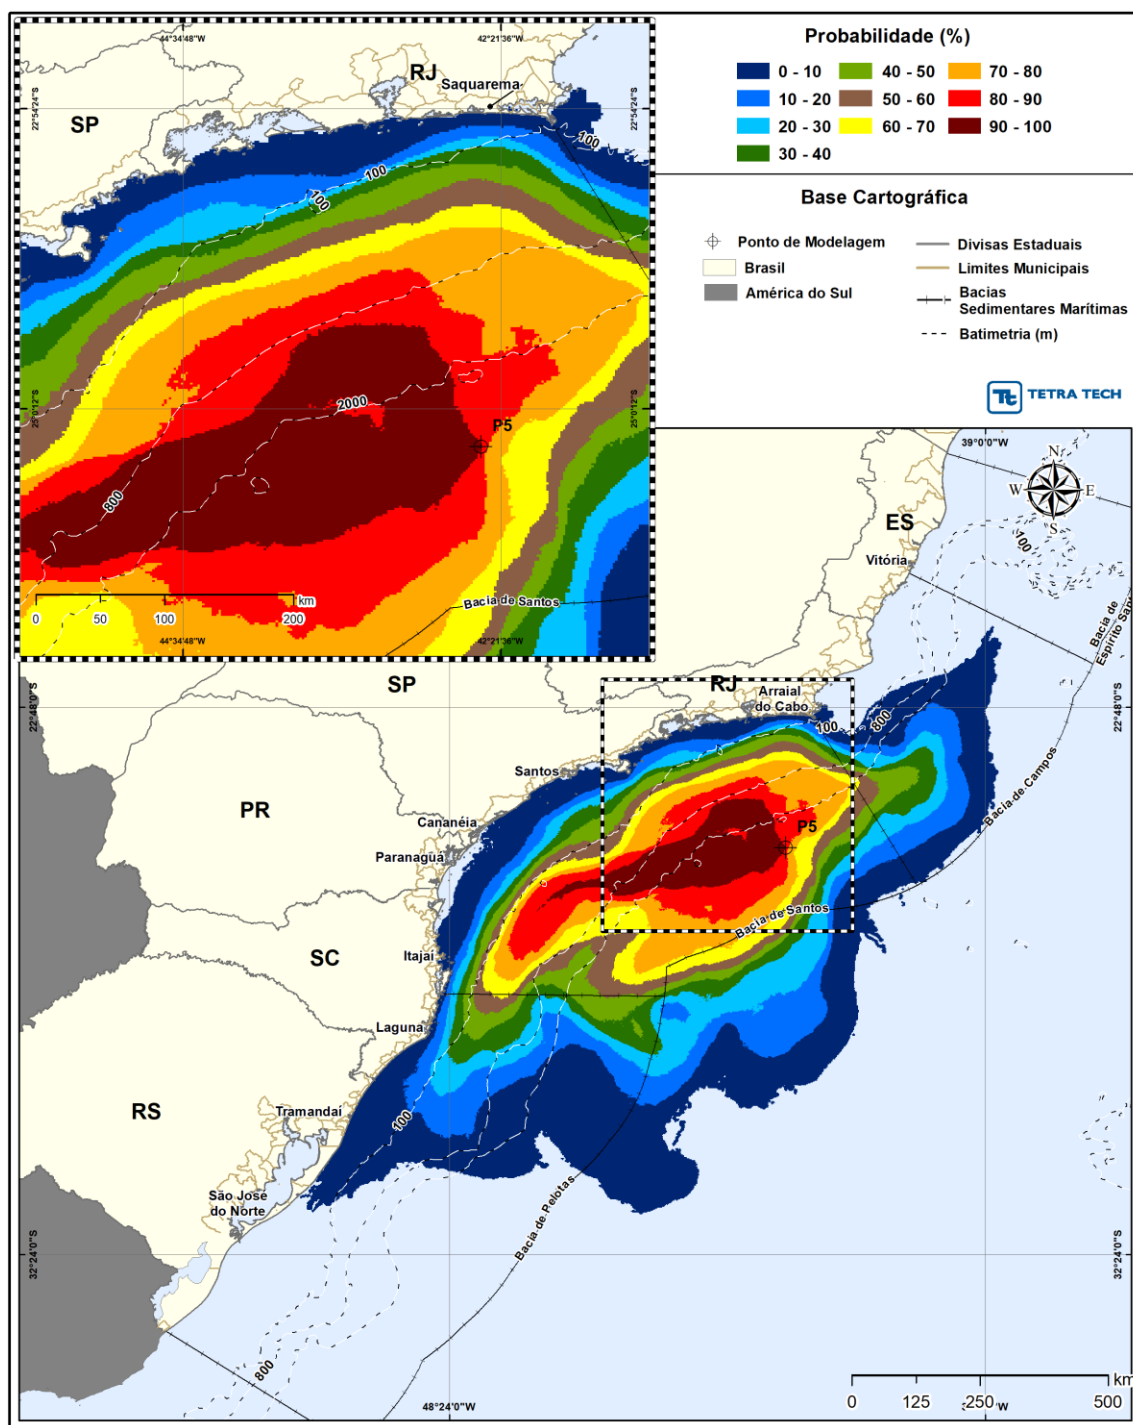 44°34'48"W
42°21'36"W
RJ
Saquarema
22°54'24"S
22°54'24"S
SP
100
100
100
25°0'12"S
25°0'12"S
2000
P5
800
km
0 50 100 200
Bacia de Santos
44°34'48"W
42°21'36"W
Probabilidade (%)
0 - 10
40 - 50
70 - 80
10 - 20
50 - 60
80 - 90
20 - 30
60 - 70
90 - 100
30 - 40
Base Cartográfica
Ponto de Modelagem
Divisas Estaduais
Brasil
Limites Municipais
América do Sul
Bacias
Sedimentares Marítimas
Batimetria (m)
Tt
TETRA TECH
39°0'0"W
N
W E
S
ES
100
Vitória
Bacia de
SP
RJ
Arraial
do Cabo
22°48'0"S
22°48'0"S
100
800
Santos
Bacia de Campos
PR
Cananéia
P5
Paranaguá
Bacia de Santos
SC
Itajaí
Laguna
RS
Tramandaí
100
São José
do Norte
Bacia de Pelotas
32°24'0"S
32°24'0"S
800
km
0 125 250 500
48°24'0"W